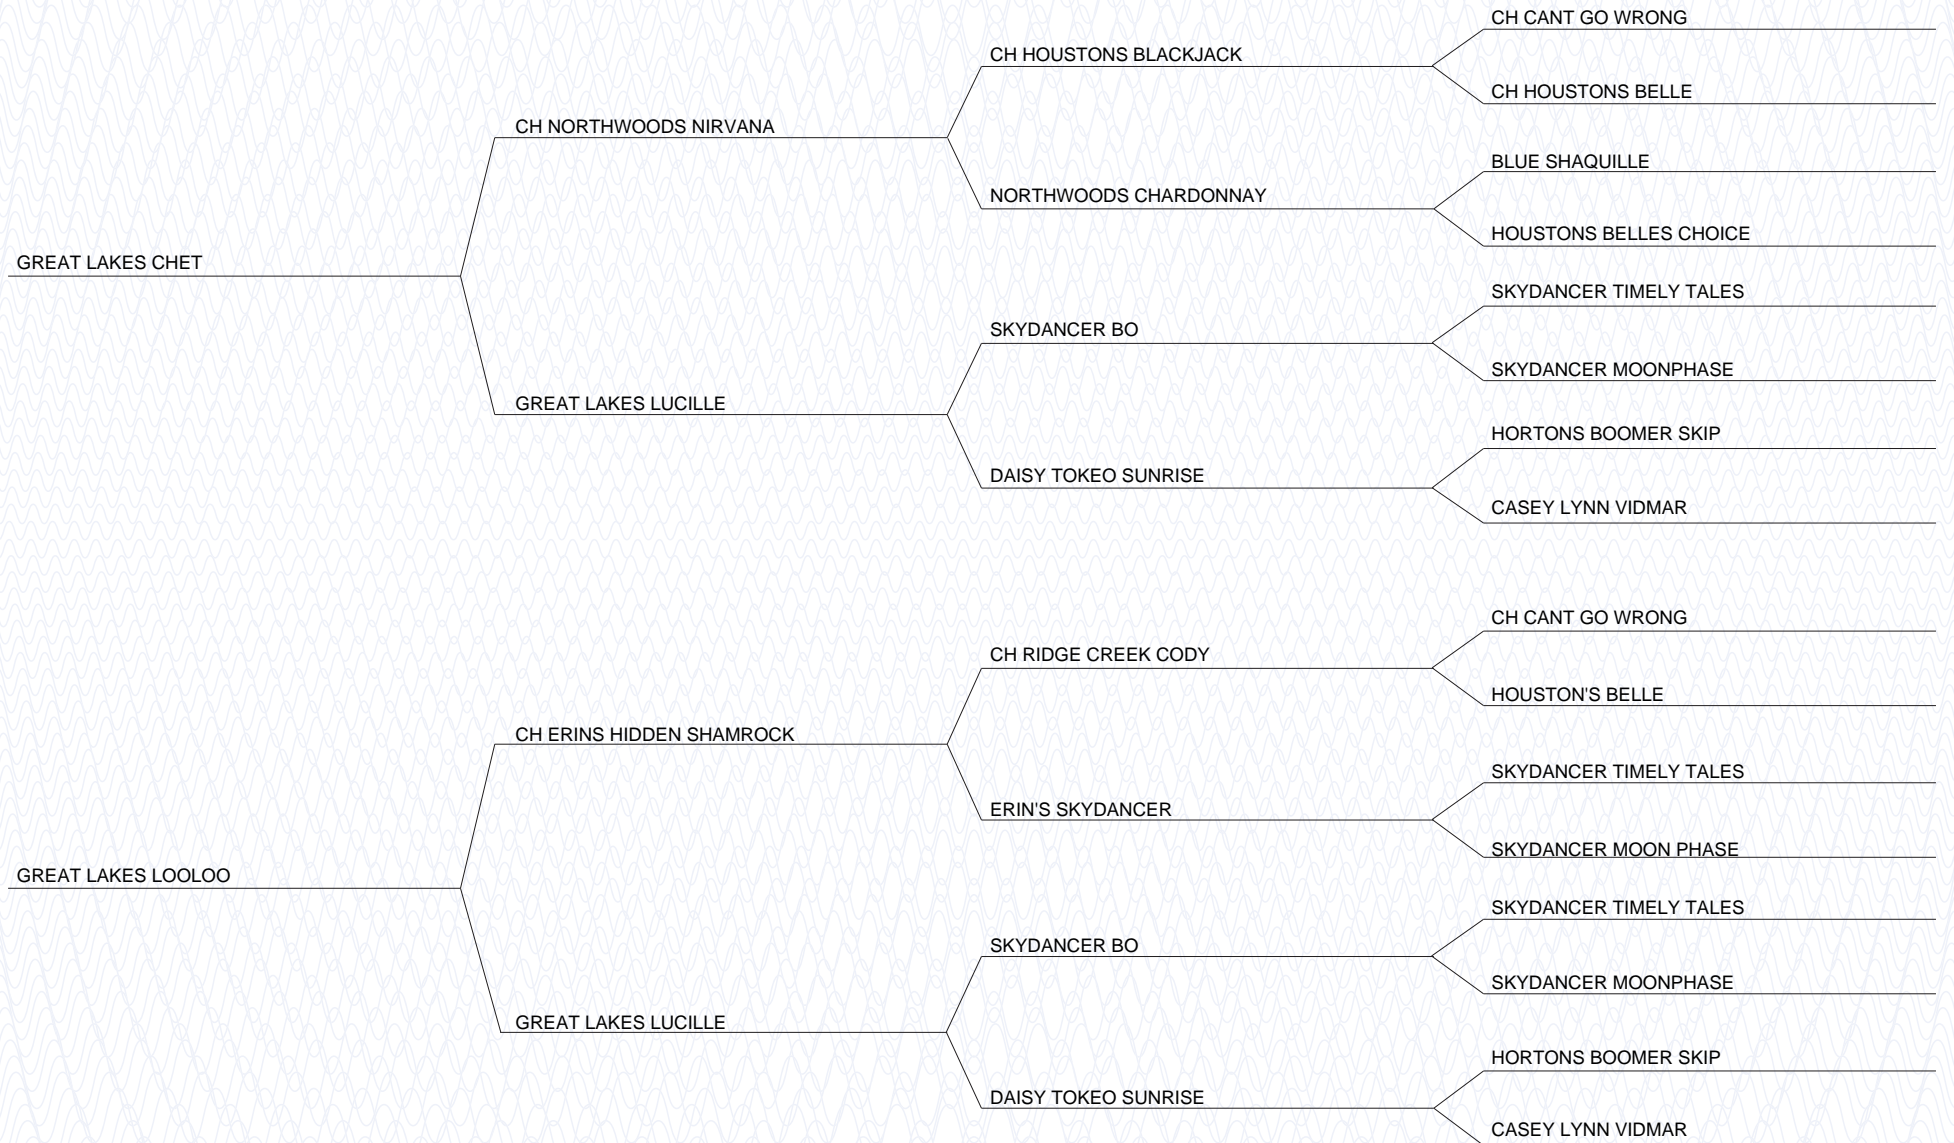 CH CANT GO WRONG
CH HOUSTONS BLACKJACK
CH HOUSTONS BELLE
CH NORTHWOODS NIRVANA
BLUE SHAQUILLE
NORTHWOODS CHARDONNAY
HOUSTONS BELLES CHOICE
GREAT LAKES CHET
SKYDANCER TIMELY TALES
SKYDANCER BO
SKYDANCER MOONPHASE
GREAT LAKES LUCILLE
HORTONS BOOMER SKIP
DAISY TOKEO SUNRISE
CASEY LYNN VIDMAR
CH CANT GO WRONG
CH RIDGE CREEK CODY
HOUSTON'S BELLE
CH ERINS HIDDEN SHAMROCK
SKYDANCER TIMELY TALES
ERIN'S SKYDANCER
SKYDANCER MOON PHASE
GREAT LAKES LOOLOO
SKYDANCER TIMELY TALES
SKYDANCER BO
SKYDANCER MOONPHASE
GREAT LAKES LUCILLE
HORTONS BOOMER SKIP
DAISY TOKEO SUNRISE
CASEY LYNN VIDMAR